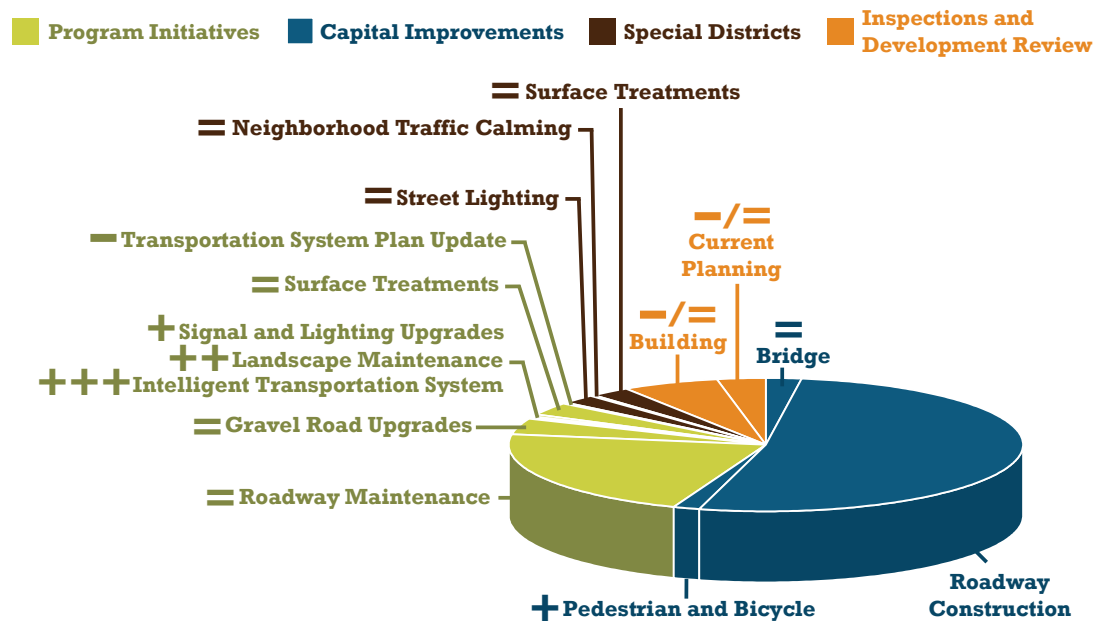 Program Initiatives
Capital Improvements
Special Districts
Inspections and
Development Review
= Surface Treatments
= Neighborhood Traffic Calming
= Street Lighting
– Transportation System Plan Update
= Surface Treatments
+ Signal and Lighting Upgrades
++ Landscape Maintenance
+++ Intelligent Transportation System
= Gravel Road Upgrades
= Roadway Maintenance
–/=
Current
Planning
–/=
Building
=
Bridge
Roadway
Construction
+ Pedestrian and Bicycle